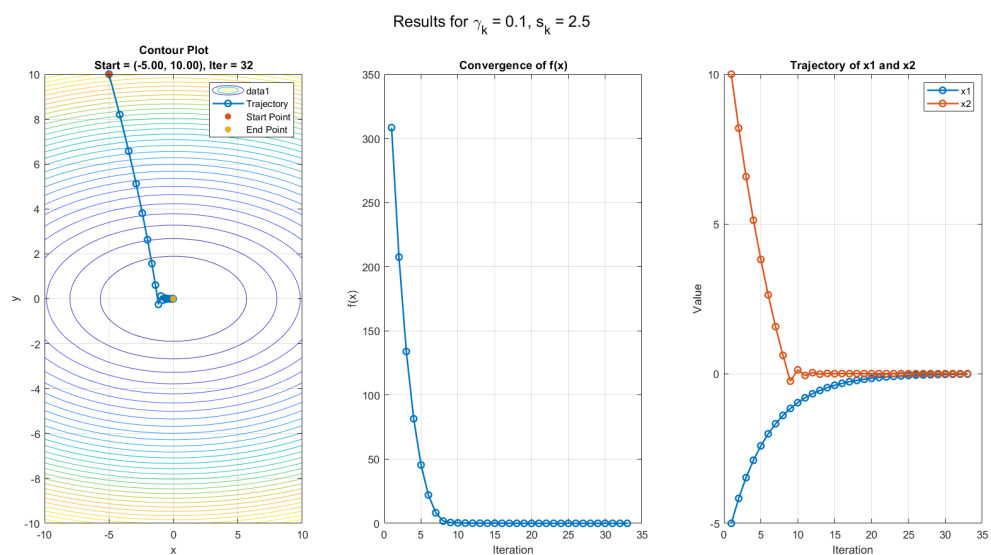 Results for γk = 0.1, sk = 2.5
Contour Plot
Start = (-5.00, 10.00), Iter = 32
10
8
6
4
2
0
-2
-4
-6
-8
-10
-10
-5
0
5
10
x
y
data1
Trajectory
Start Point
End Point
Convergence of f(x)
350
300
250
200
150
100
50
0
0
5
10
15
20
25
30
35
Iteration
f(x)
Trajectory of x1 and x2
10
5
0
-5
0
5
10
15
20
25
30
35
Iteration
Value
x1
x2